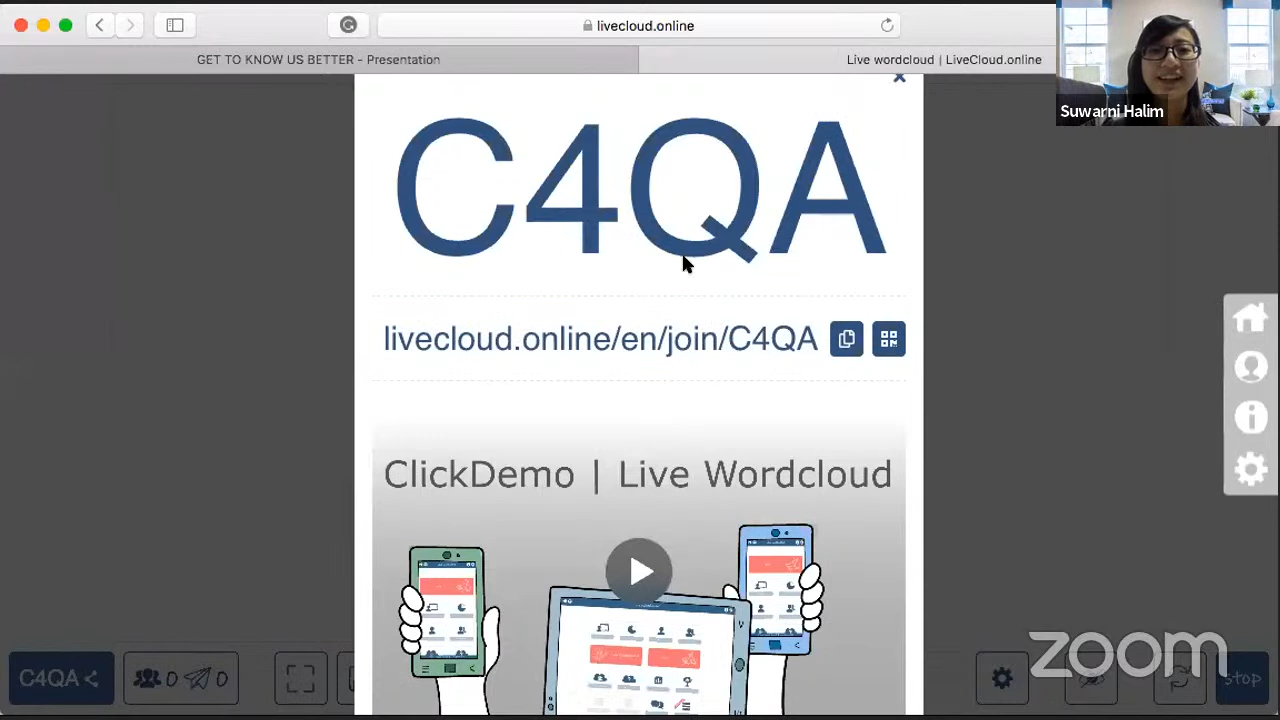 livecloud.online
GET TO KNOW US BETTER - Presentation
Live wordcloud | LiveCloud.online
Suwarni Halim
C4QA
livecloud.online/en/join/C4QA
ClickDemo | Live Wordcloud
C4QA
0
0
zoom
Stop